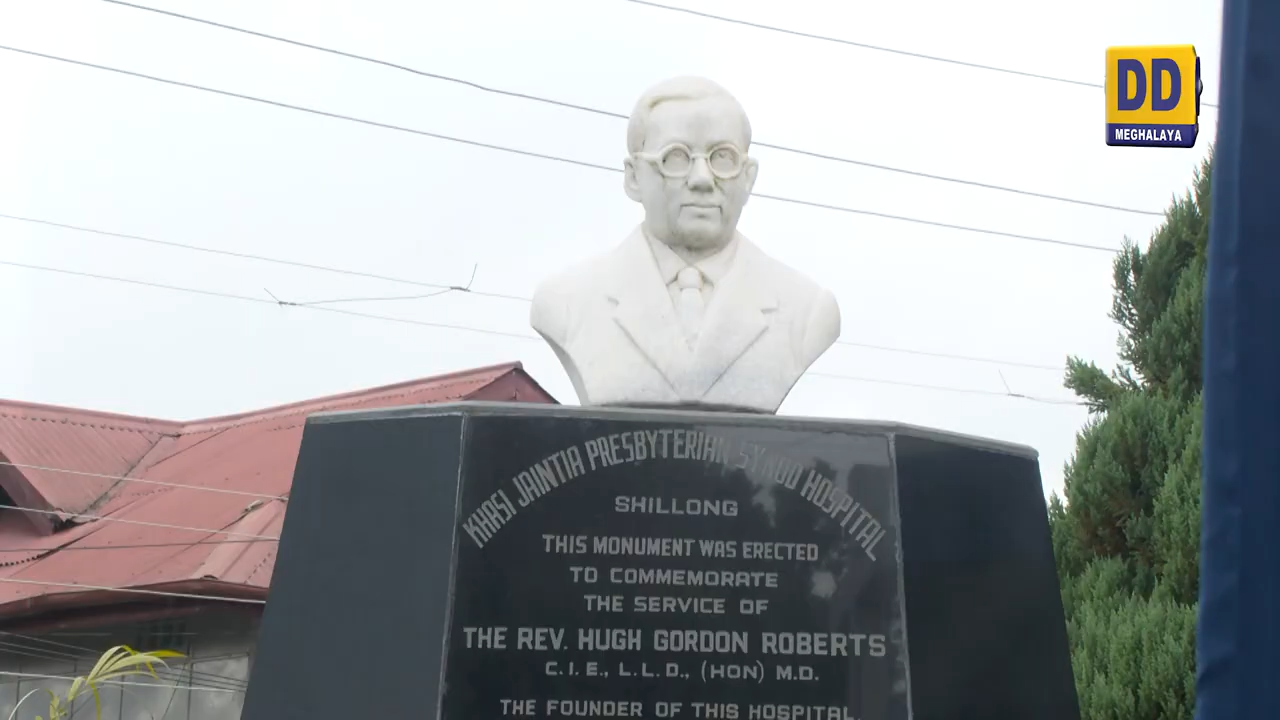 DD
MEGHALAYA
KHASI JAINTIA PRESBYTERIAN SYNOD HOSPITAL
SHILLONG
THIS MONUMENT WAS ERECTED
TO COMMEMORATE
THE SERVICE OF
THE REV. HUGH GORDON ROBERTS
C.I.E., L.L.D., (HON) M.D.
THE FOUNDER OF THIS HOSPITAL.